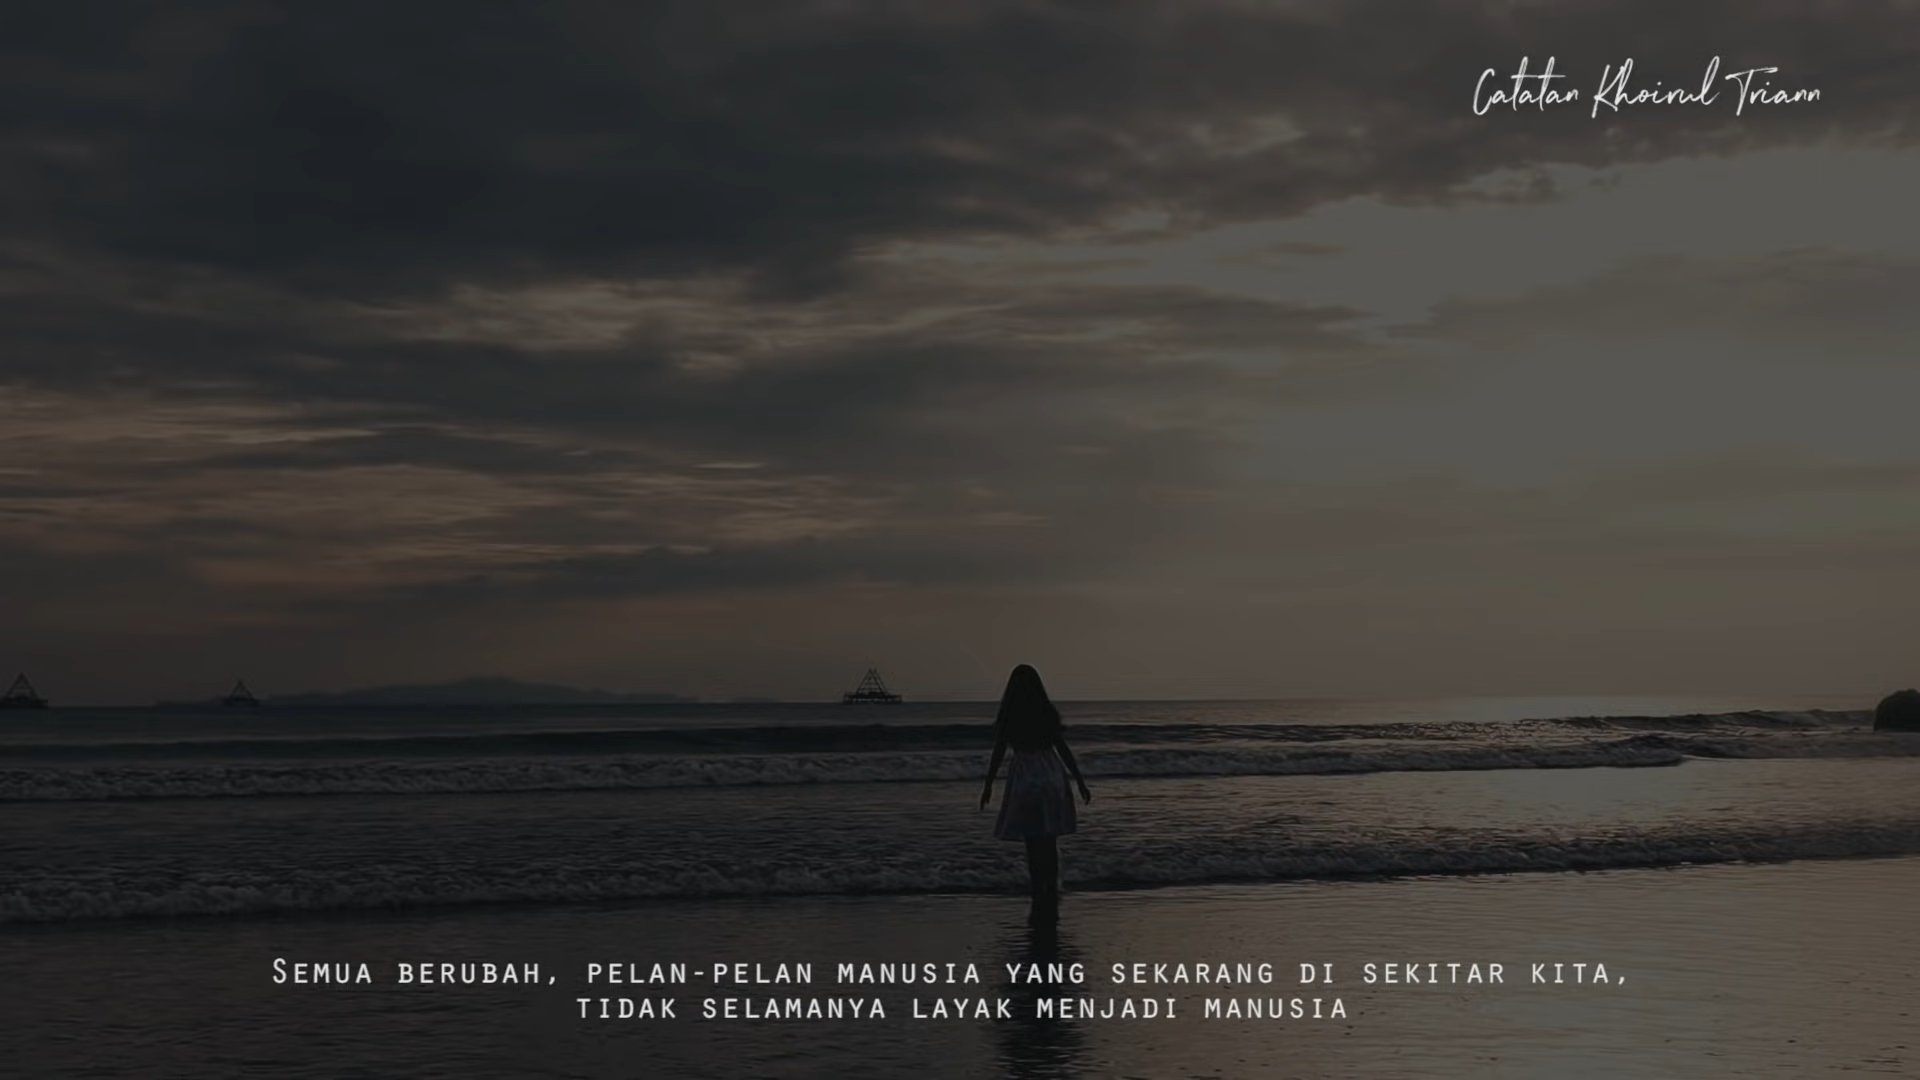 Catatan Khoirul Triann
Semua berubah, pelan-pelan manusia yang sekarang di sekitar kita,
tidak selamanya layak menjadi manusia